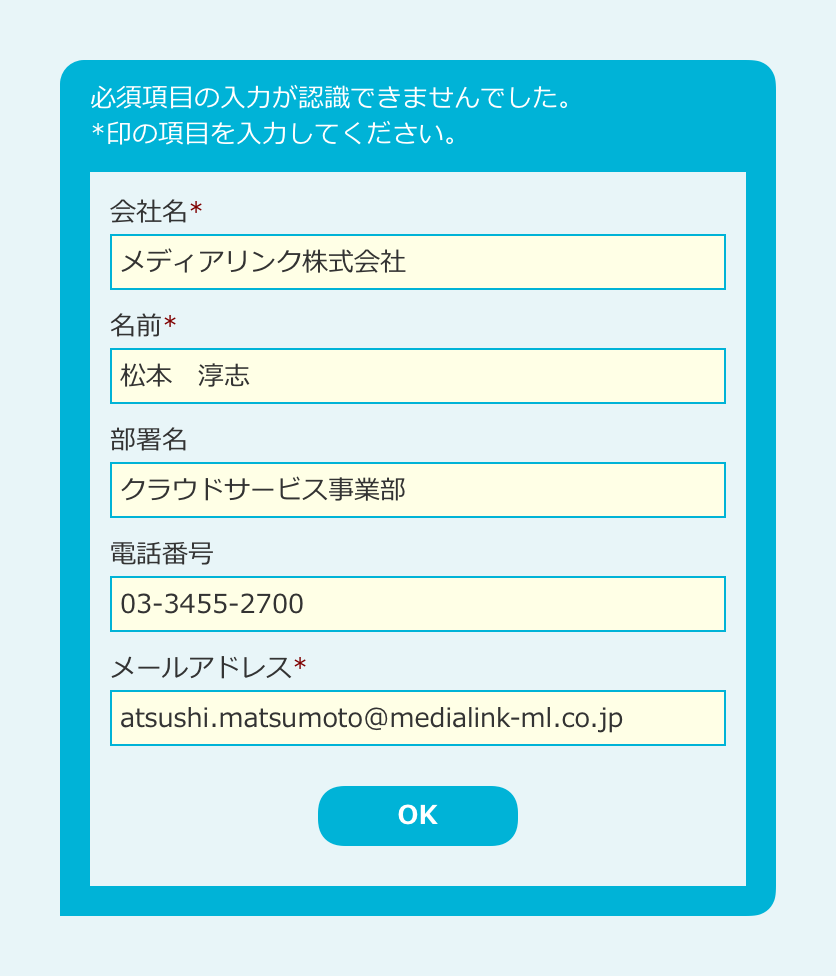 必須項目の入力が認識できませんでした。
*印の項目を入力してください。
会社名*
メディアリンク株式会社
名前*
松本　淳志
部署名
クラウドサービス事業部
電話番号
03-3455-2700
メールアドレス*
atsushi.matsumoto@medialink-ml.co.jp
OK